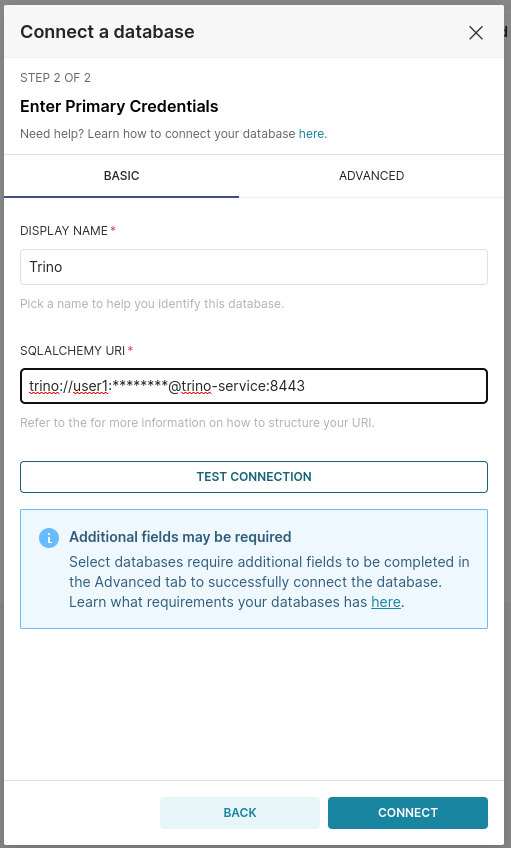 Connect a database
STEP 2 OF 2
Enter Primary Credentials
Need help? Learn how to connect your database here.
BASIC
ADVANCED
DISPLAY NAME *
Trino
Pick a name to help you identify this database.
SQLALCHEMY URI *
trino://user1:********@trino-service:8443
Refer to the for more information on how to structure your URI.
TEST CONNECTION
Additional fields may be required
Select databases require additional fields to be completed in
the Advanced tab to successfully connect the database.
Learn what requirements your databases has here.
BACK
CONNECT